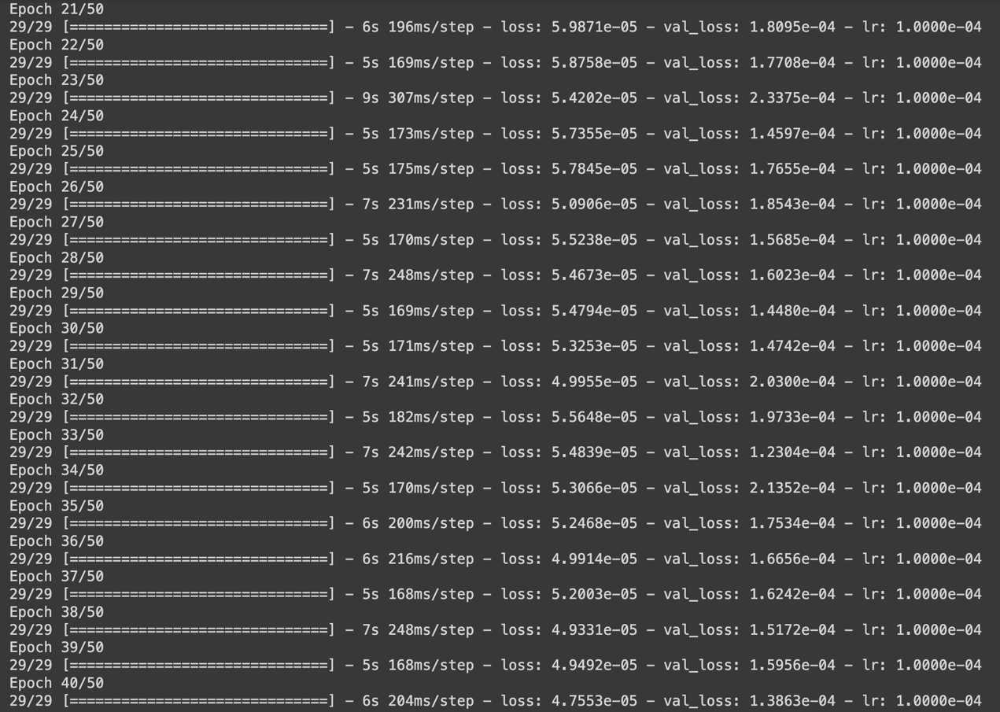 Epoch 21/50
29/29 [==============================] - 6s 196ms/step - loss: 5.9871e-05 - val_loss: 1.8095e-04 - lr: 1.0000e-04
Epoch 22/50
29/29 [==============================] - 5s 169ms/step - loss: 5.8758e-05 - val_loss: 1.7708e-04 - lr: 1.0000e-04
Epoch 23/50
29/29 [==============================] - 9s 307ms/step - loss: 5.4202e-05 - val_loss: 2.3375e-04 - lr: 1.0000e-04
Epoch 24/50
29/29 [==============================] - 5s 173ms/step - loss: 5.7355e-05 - val_loss: 1.4597e-04 - lr: 1.0000e-04
Epoch 25/50
29/29 [==============================] - 5s 175ms/step - loss: 5.7845e-05 - val_loss: 1.7655e-04 - lr: 1.0000e-04
Epoch 26/50
29/29 [==============================] - 7s 231ms/step - loss: 5.0906e-05 - val_loss: 1.8543e-04 - lr: 1.0000e-04
Epoch 27/50
29/29 [==============================] - 5s 170ms/step - loss: 5.5238e-05 - val_loss: 1.5685e-04 - lr: 1.0000e-04
Epoch 28/50
29/29 [==============================] - 7s 248ms/step - loss: 5.4673e-05 - val_loss: 1.6023e-04 - lr: 1.0000e-04
Epoch 29/50
29/29 [==============================] - 5s 169ms/step - loss: 5.4794e-05 - val_loss: 1.4480e-04 - lr: 1.0000e-04
Epoch 30/50
29/29 [==============================] - 5s 171ms/step - loss: 5.3253e-05 - val_loss: 1.4742e-04 - lr: 1.0000e-04
Epoch 31/50
29/29 [==============================] - 7s 241ms/step - loss: 4.9955e-05 - val_loss: 2.0300e-04 - lr: 1.0000e-04
Epoch 32/50
29/29 [==============================] - 5s 182ms/step - loss: 5.5648e-05 - val_loss: 1.9733e-04 - lr: 1.0000e-04
Epoch 33/50
29/29 [==============================] - 7s 242ms/step - loss: 5.4839e-05 - val_loss: 1.2304e-04 - lr: 1.0000e-04
Epoch 34/50
29/29 [==============================] - 5s 170ms/step - loss: 5.3066e-05 - val_loss: 2.1352e-04 - lr: 1.0000e-04
Epoch 35/50
29/29 [==============================] - 6s 200ms/step - loss: 5.2468e-05 - val_loss: 1.7534e-04 - lr: 1.0000e-04
Epoch 36/50
29/29 [==============================] - 6s 216ms/step - loss: 4.9914e-05 - val_loss: 1.6656e-04 - lr: 1.0000e-04
Epoch 37/50
29/29 [==============================] - 5s 168ms/step - loss: 5.2003e-05 - val_loss: 1.6242e-04 - lr: 1.0000e-04
Epoch 38/50
29/29 [==============================] - 7s 248ms/step - loss: 4.9331e-05 - val_loss: 1.5172e-04 - lr: 1.0000e-04
Epoch 39/50
29/29 [==============================] - 5s 168ms/step - loss: 4.9492e-05 - val_loss: 1.5956e-04 - lr: 1.0000e-04
Epoch 40/50
29/29 [==============================] - 6s 204ms/step - loss: 4.7553e-05 - val_loss: 1.3863e-04 - lr: 1.0000e-04